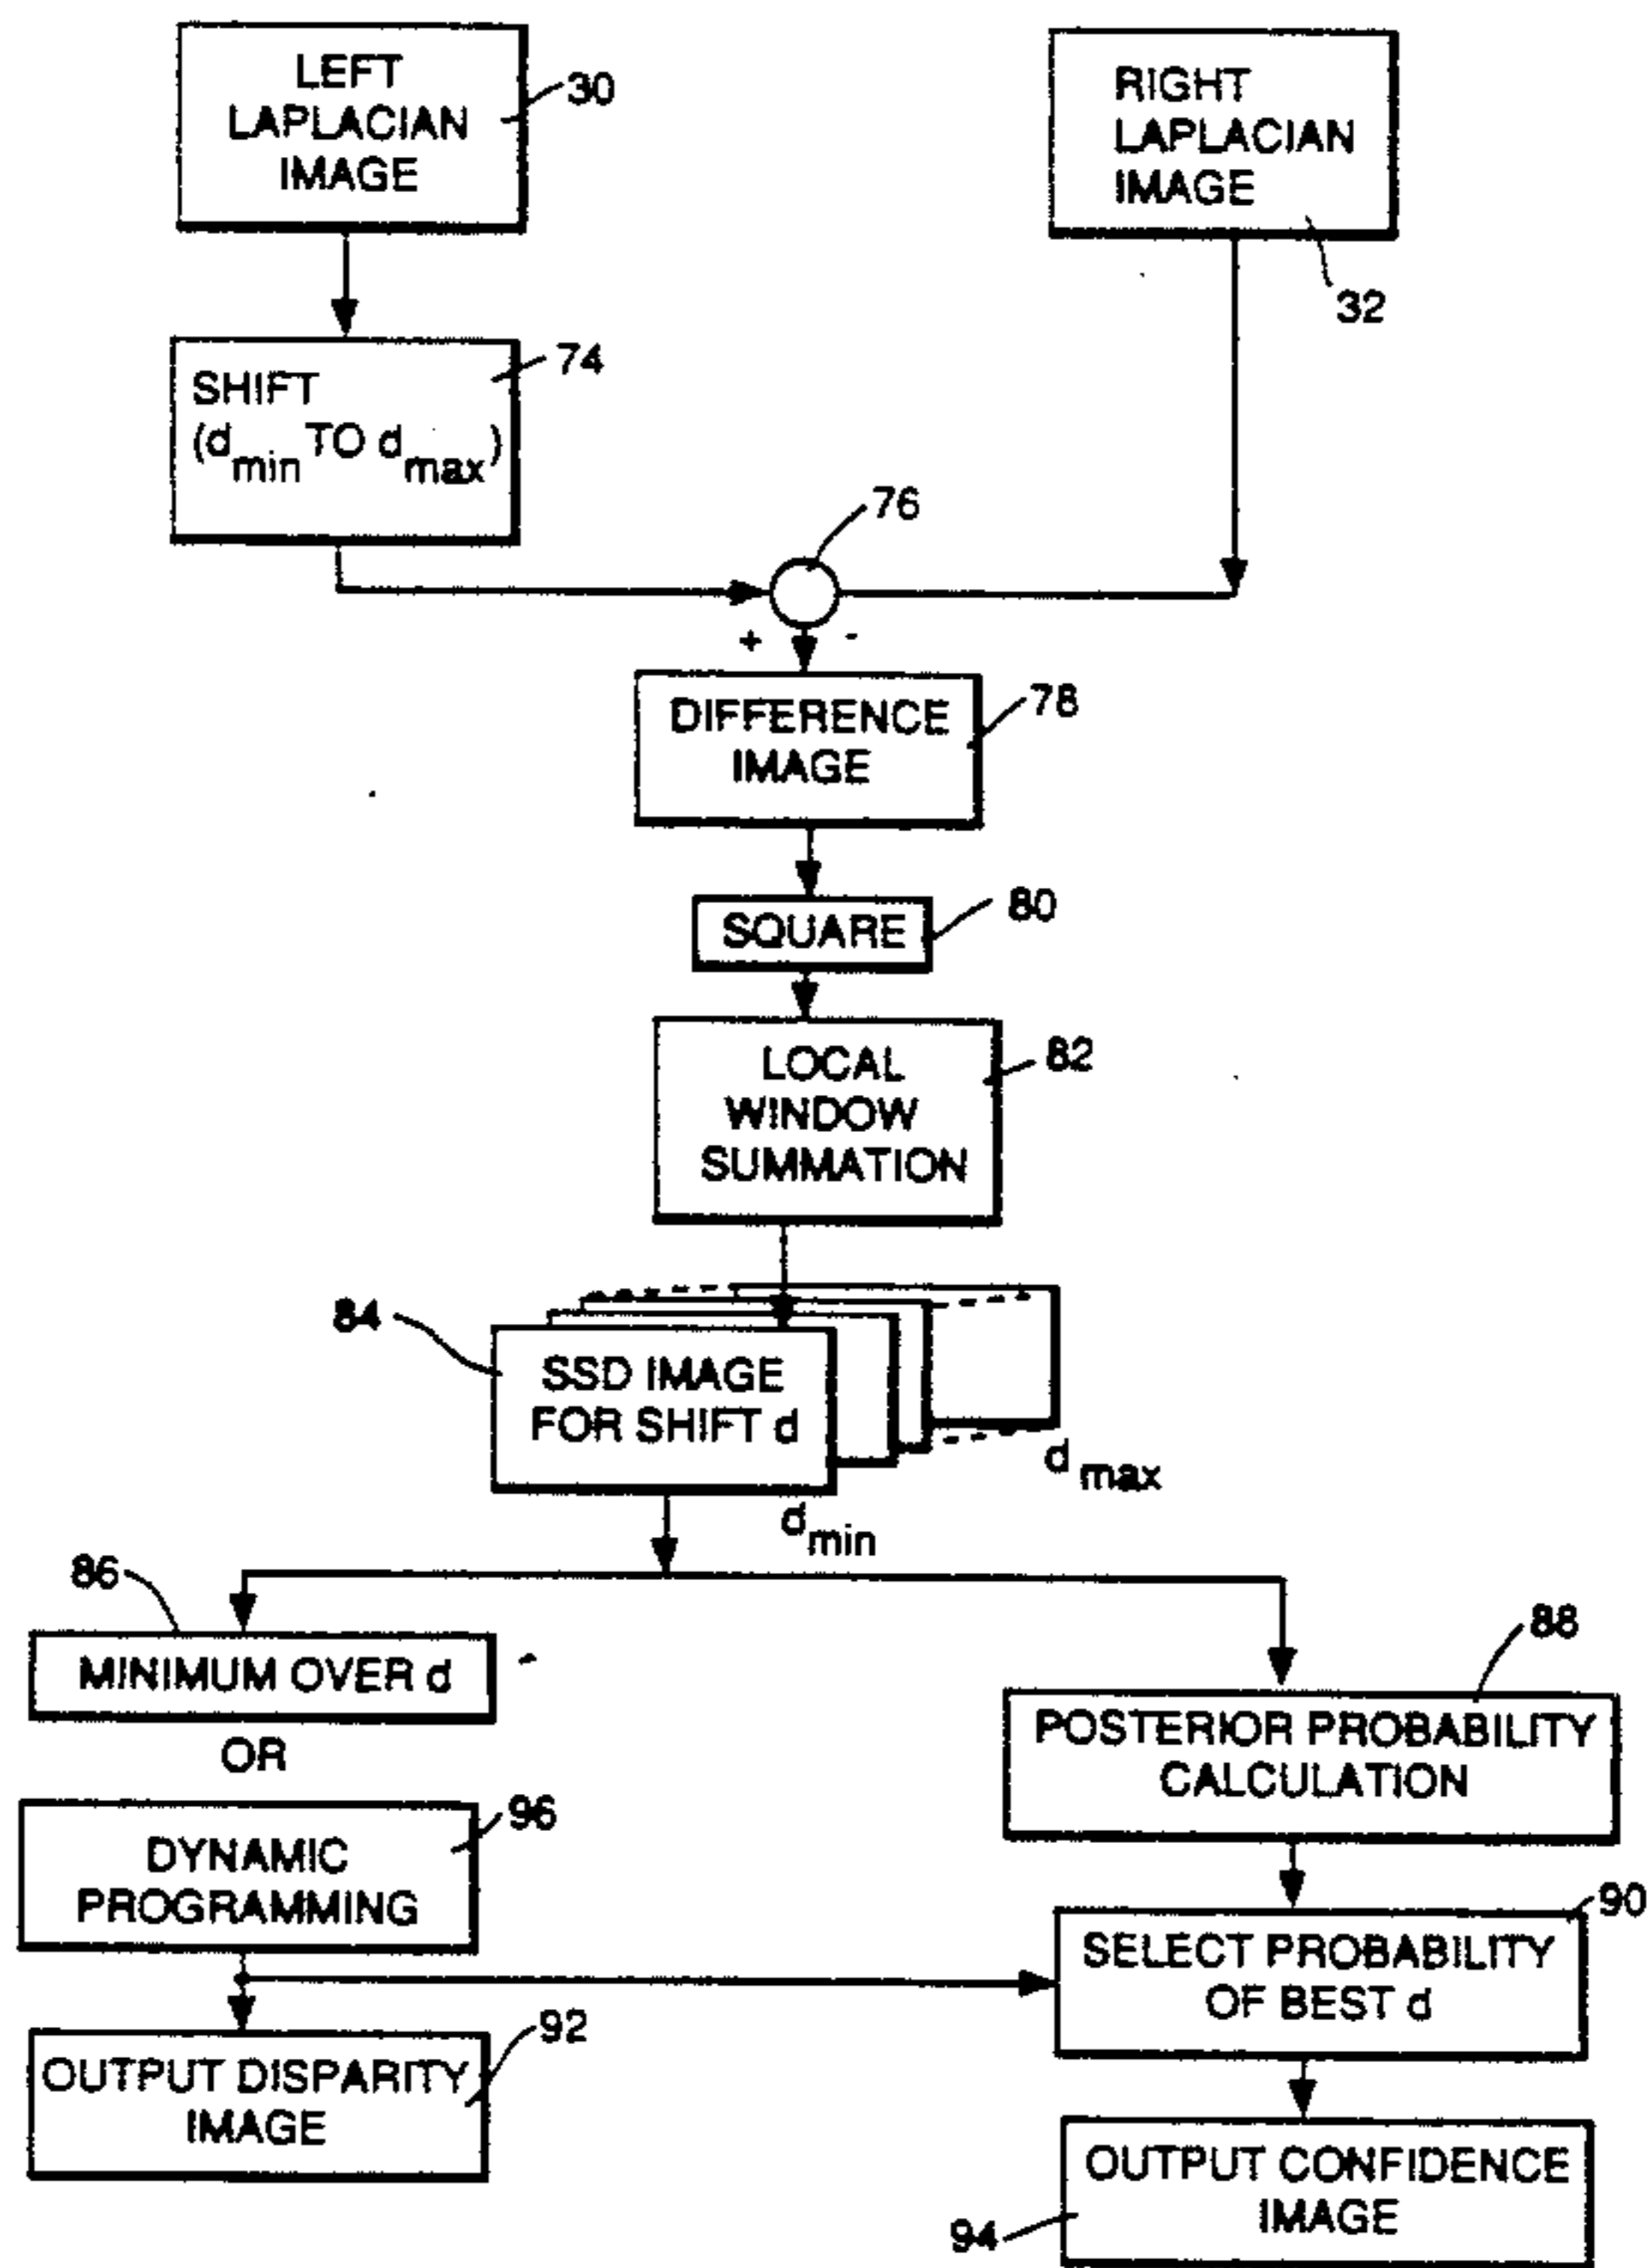 LEFT
LAPLACIAN
IMAGE
30
RIGHT
LAPLACIAN
IMAGE
32
SHIFT
(d min TO d max)
74
76
+ -
DIFFERENCE
IMAGE
78
SQUARE
80
LOCAL
WINDOW
SUMMATION
82
84
SSD IMAGE
FOR SHIFT d
d max
d min
86
MINIMUM OVER d
OR
88
POSTERIOR PROBABILITY
CALCULATION
96
DYNAMIC
PROGRAMMING
90
SELECT PROBABILITY
OF BEST d
92
OUTPUT DISPARITY
IMAGE
OUTPUT CONFIDENCE
IMAGE
94